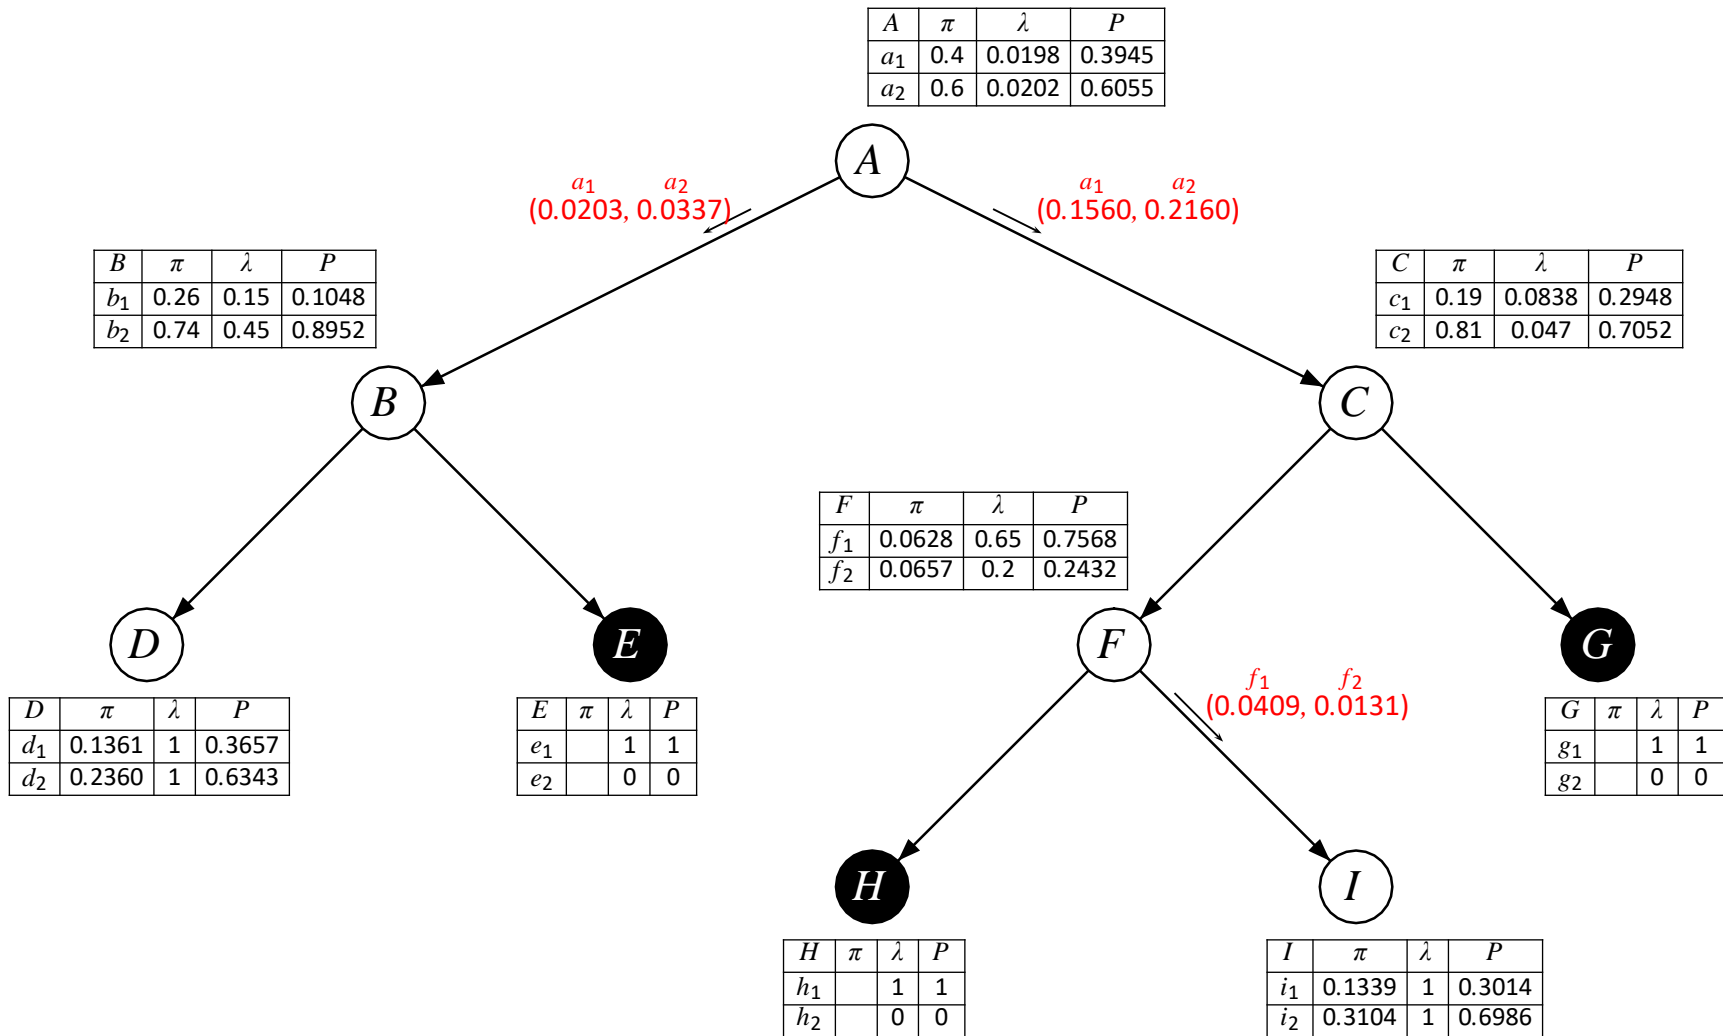 A π λ P
a1 0.4 0.0198 0.3945
a2 0.6 0.0202 0.6055
A
a1 a2
(0.0203, 0.0337)
a1 a2
(0.1560, 0.2160)
B π λ P
b1 0.26 0.15 0.1048
b2 0.74 0.45 0.8952
C π λ P
c1 0.19 0.0838 0.2948
c2 0.81 0.047 0.7052
B
C
F π λ P
f1 0.0628 0.65 0.7568
f2 0.0657 0.2 0.2432
D
E
F
G
f1 f2
(0.0409, 0.0131)
D π λ P
d1 0.1361 1 0.3657
d2 0.2360 1 0.6343
E π λ P
e1 1 1
e2 0 0
G π λ P
g1 1 1
g2 0 0
H
I
H π λ P
h1 1 1
h2 0 0
I π λ P
i1 0.1339 1 0.3014
i2 0.3104 1 0.6986